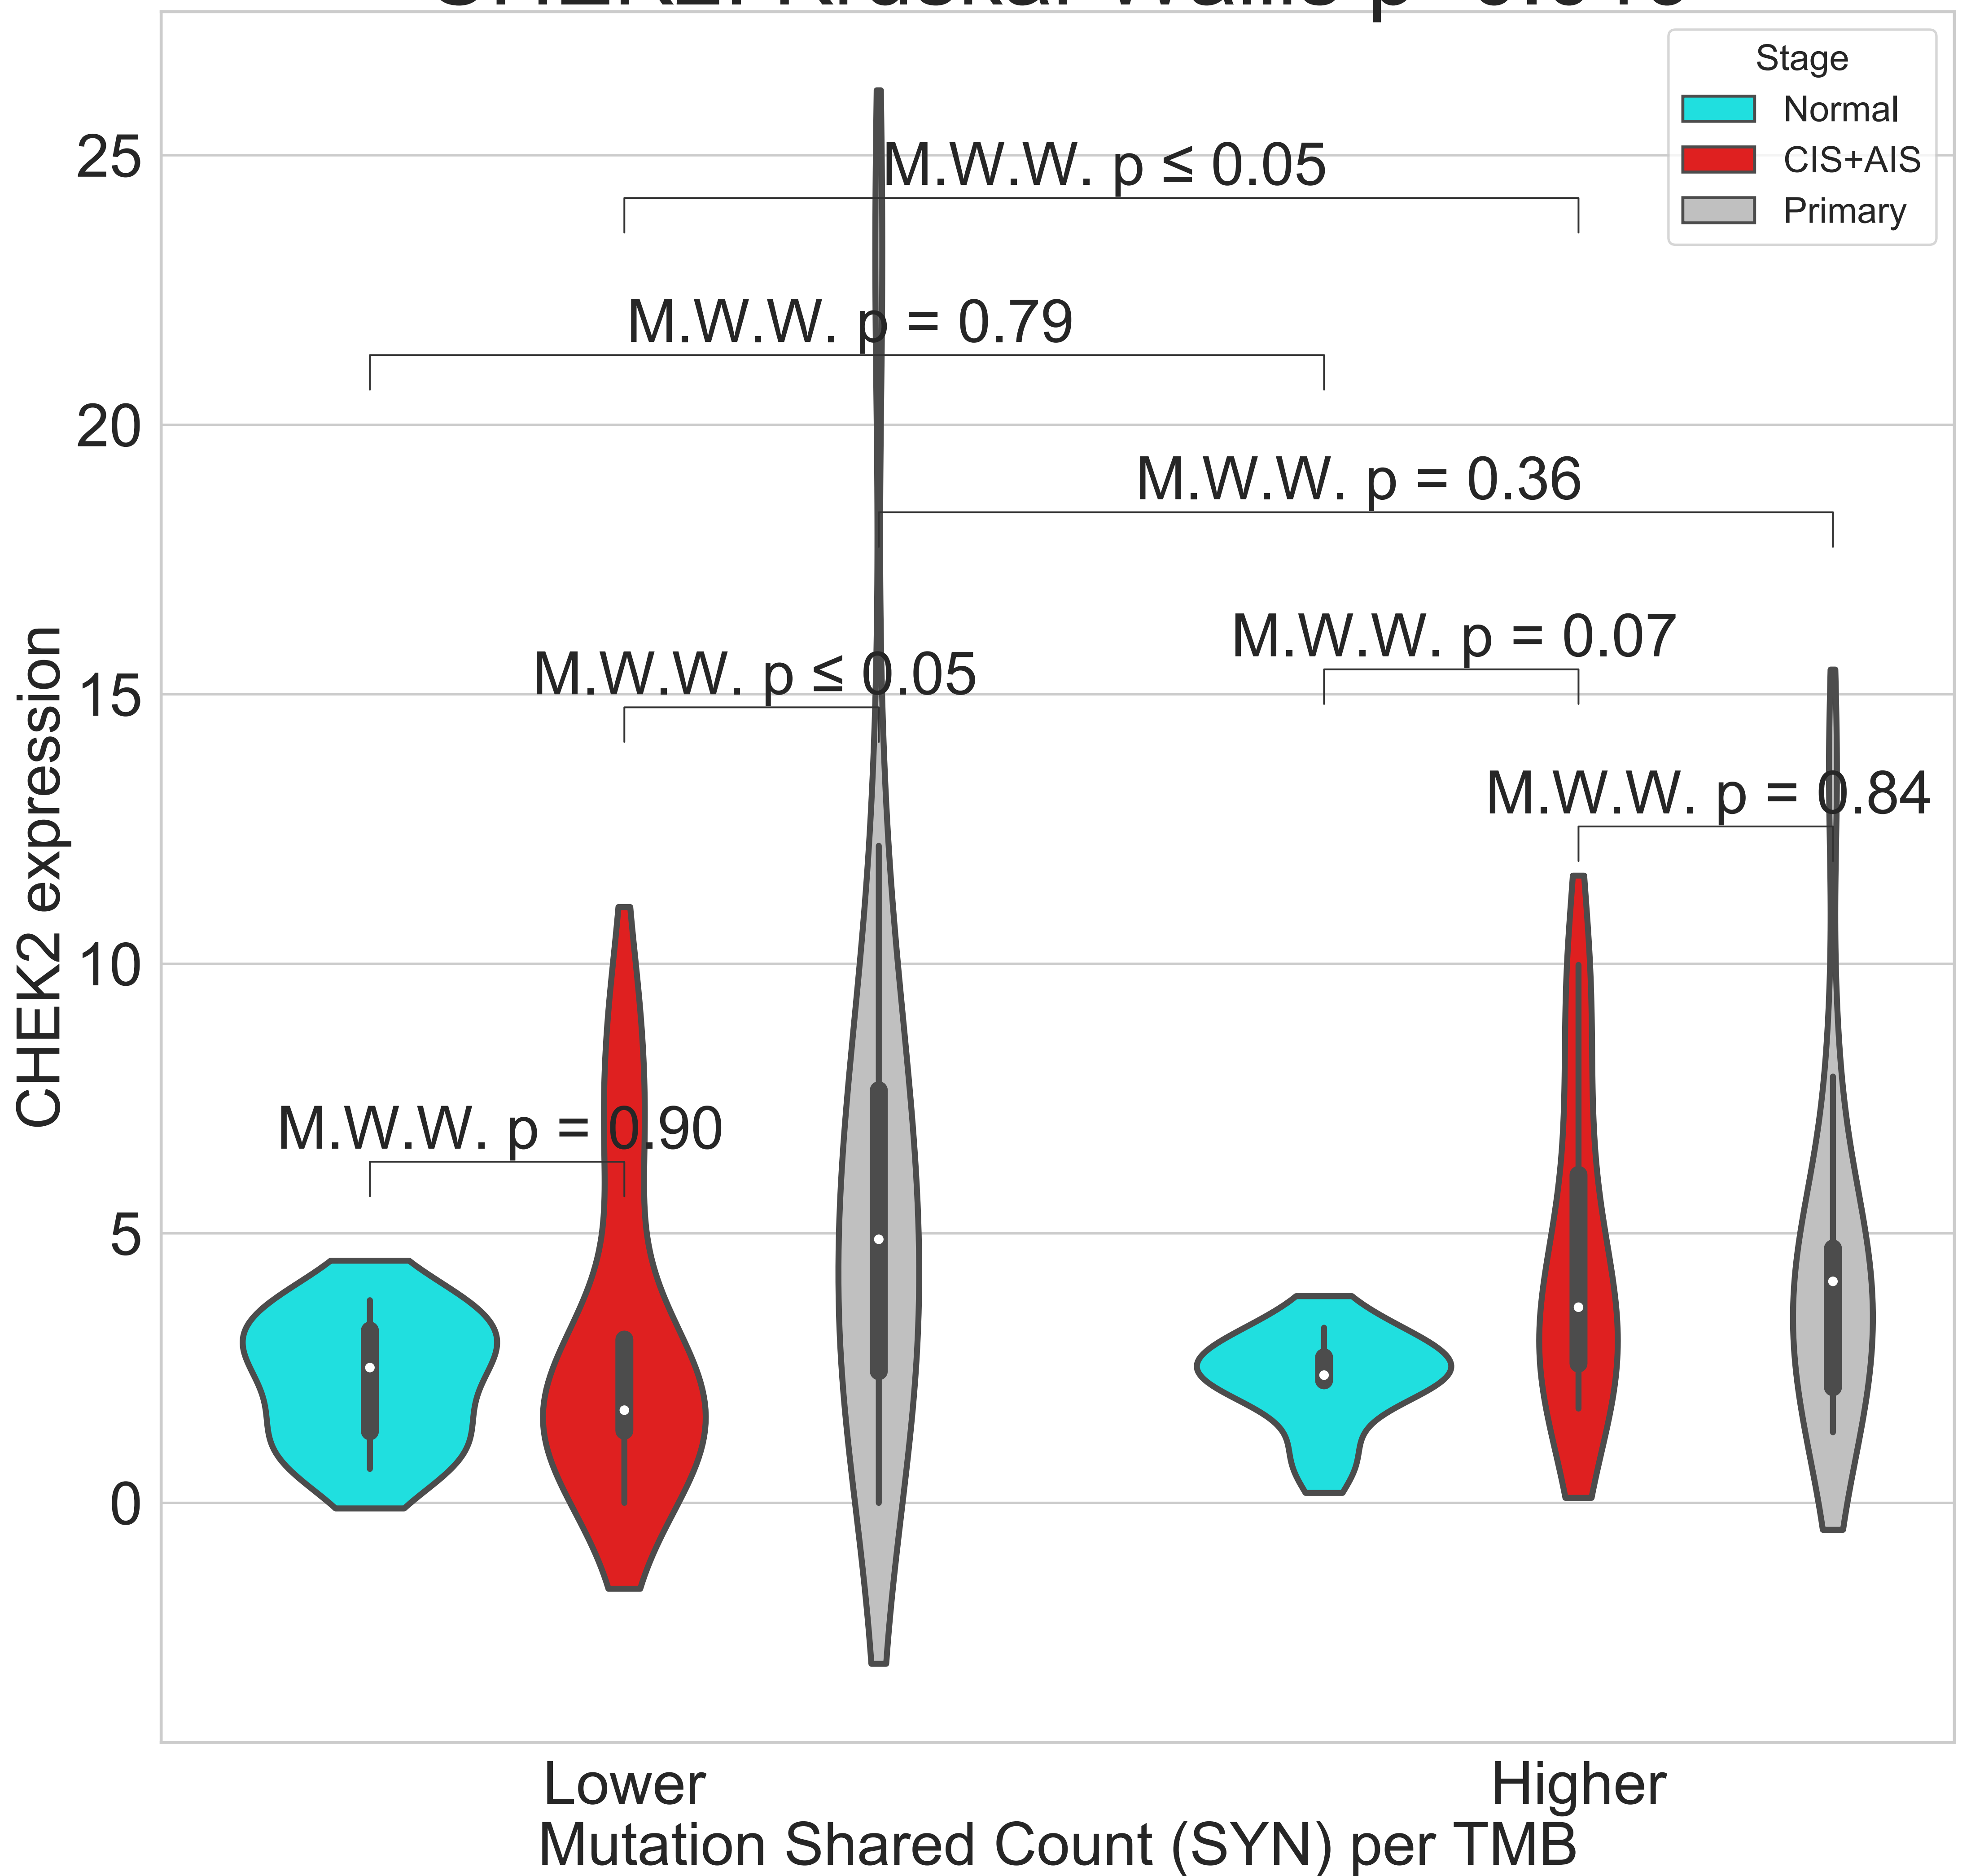 Stage
Normal
CIS+AIS
Primary
25
20
15
10
5
0
CHEK2 expression
M.W.W. p ≤ 0.05
M.W.W. p = 0.79
M.W.W. p = 0.36
M.W.W. p = 0.07
M.W.W. p ≤ 0.05
M.W.W. p = 0.84
M.W.W. p = 0.90
Lower
Higher
Mutation Shared Count (SYN) per TMB